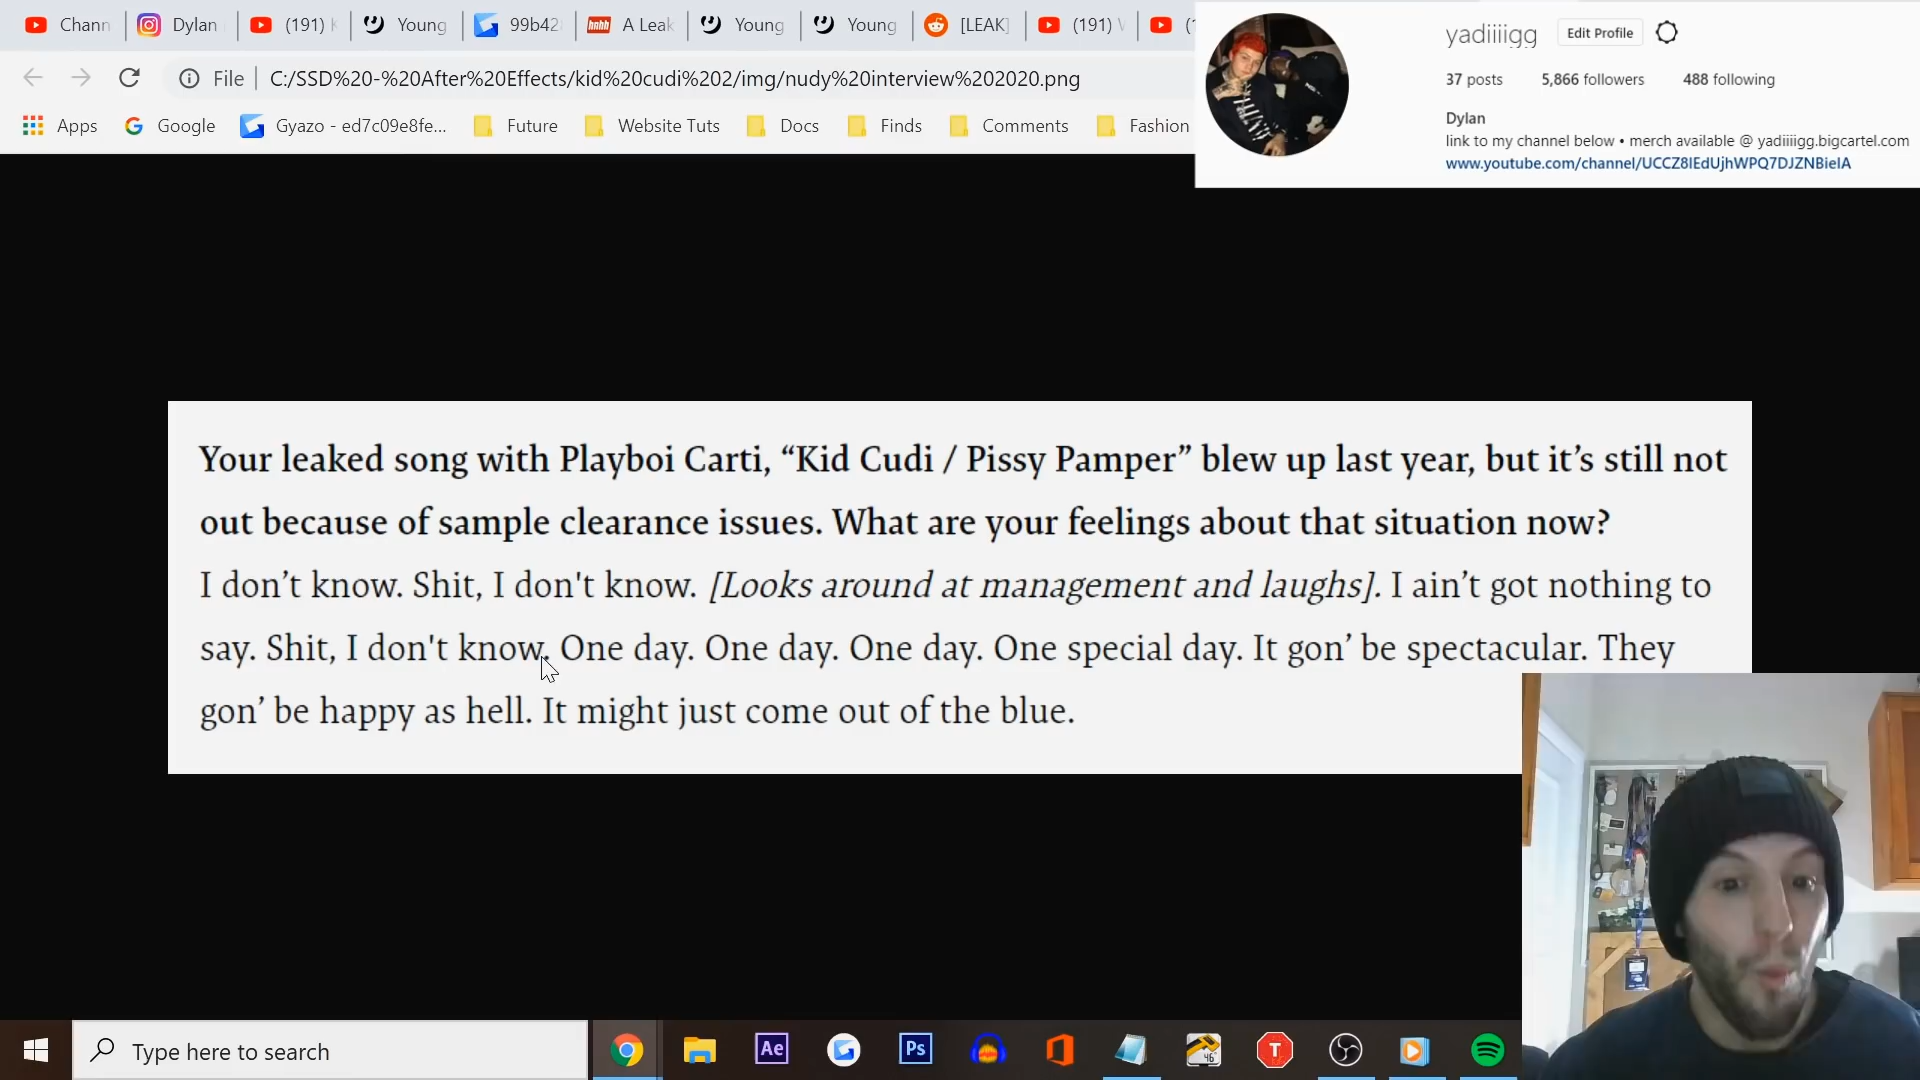 Chann
Dylan
(191) K
Young
99b42
A Leak
Young
Young
[LEAK]
(191)
yadiiiigg
Edit Profile
File
C:/SSD%20-%20After%20Effects/kid%20cudi%202/img/nudy%20interview%202020.png
37 posts
5,866 followers
488 following
Apps
Google
Gyazo - ed7c09e8fe...
Future
Website Tuts
Docs
Finds
Comments
Fashion
Dylan
link to my channel below • merch available @ yadiiiigg.bigcartel.com
www.youtube.com/channel/UCCZ8IEdUjhWPQ7DJZNBieIA
Your leaked song with Playboi Carti, “Kid Cudi / Pissy Pamper” blew up last year, but it’s still not
out because of sample clearance issues. What are your feelings about that situation now?
I don’t know. Shit, I don't know. [Looks around at management and laughs]. I ain’t got nothing to
say. Shit, I don't know. One day. One day. One day. One special day. It gon’ be spectacular. They
gon’ be happy as hell. It might just come out of the blue.
Type here to search
Ae
Ps
46°
T